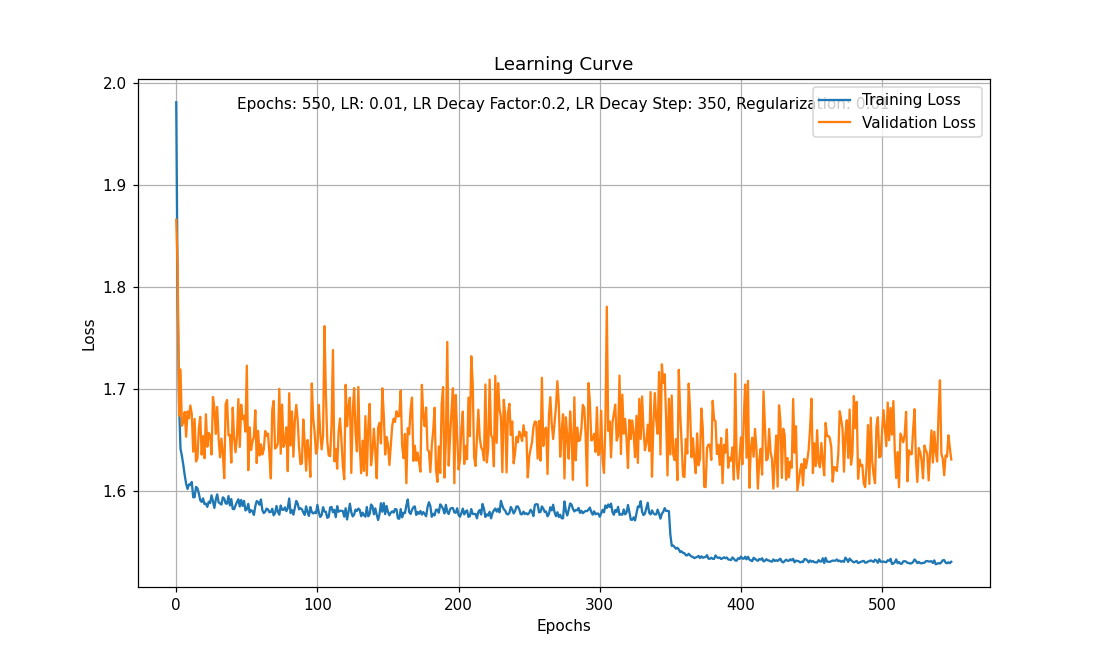 Learning Curve
2.0
Epochs: 550, LR: 0.01, LR Decay Factor:0.2, LR Decay Step: 350, Regularization: 0.01
Training Loss
Validation Loss
1.9
1.8
1.7
1.6
Loss
0 100 200 300 400 500
Epochs